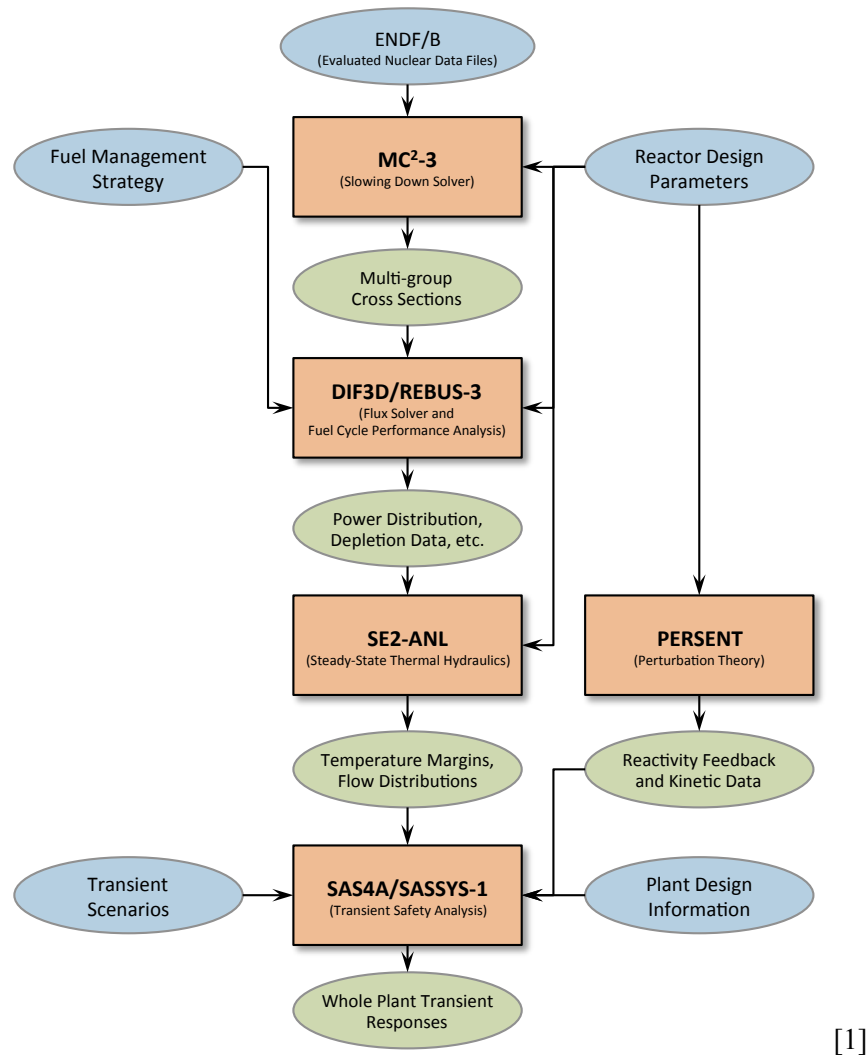 ENDF/B
(Evaluated Nuclear Data Files)
Fuel Management
Strategy
MC²-3
(Slowing Down Solver)
Reactor Design
Parameters
Multi-group
Cross Sections
DIF3D/REBUS-3
(Flux Solver and
Fuel Cycle Performance Analysis)
Power Distribution,
Depletion Data, etc.
SE2-ANL
(Steady-State Thermal Hydraulics)
PERSENT
(Perturbation Theory)
Temperature Margins,
Flow Distributions
Reactivity Feedback
and Kinetic Data
Transient
Scenarios
SAS4A/SASSYS-1
(Transient Safety Analysis)
Plant Design
Information
Whole Plant Transient
Responses
[1]